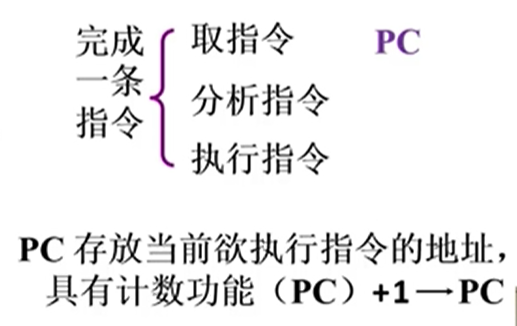 完成
一条
指令
取指令 PC
分析指令
执行指令
PC 存放当前欲执行指令的地址，
具有计数功能（PC）+1→PC